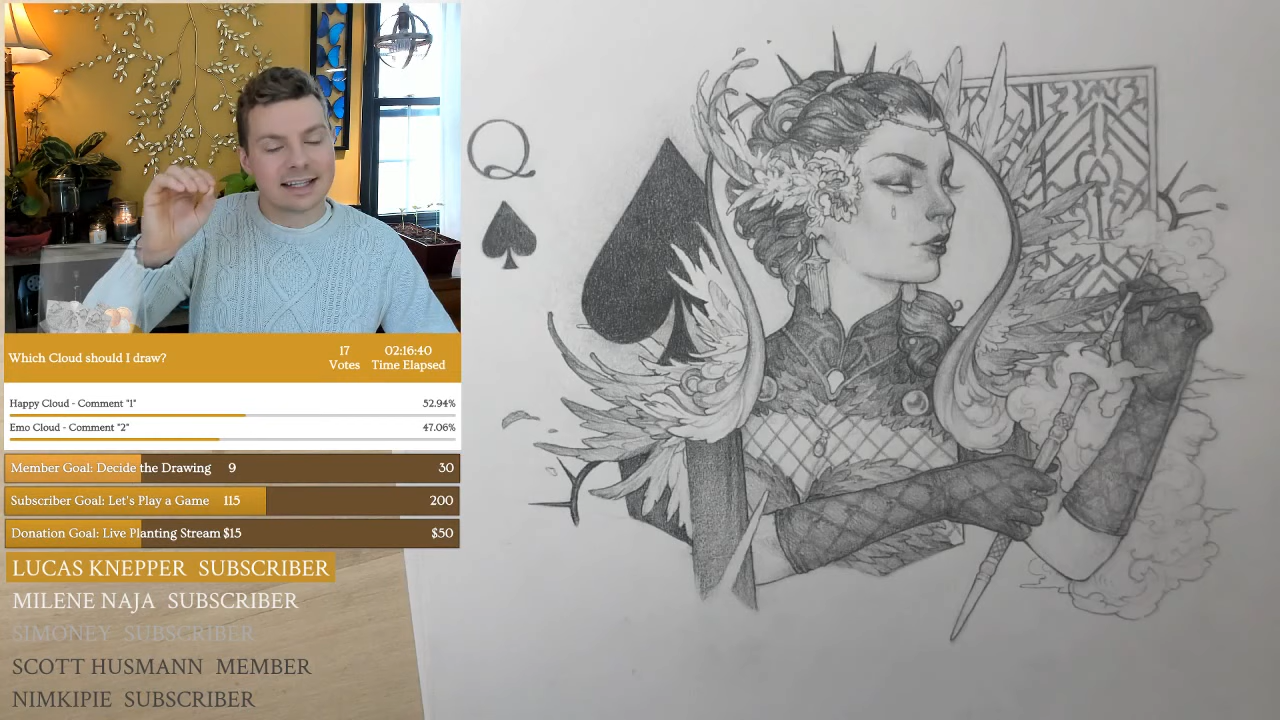 Q
Which Cloud should I draw?
17
Votes
02:16:40
Time Elapsed
Happy Cloud - Comment "1" 52.94%
Emo Cloud - Comment "2" 47.06%
Member Goal: Decide the Drawing 9 30
Subscriber Goal: Let's Play a Game 115 200
Donation Goal: Live Planting Stream $15 $50
LUCAS KNEPPER SUBSCRIBER
MILENE NAJA SUBSCRIBER
SIMONEY SUBSCRIBER
SCOTT HUSMANN MEMBER
NIMKIPIE SUBSCRIBER